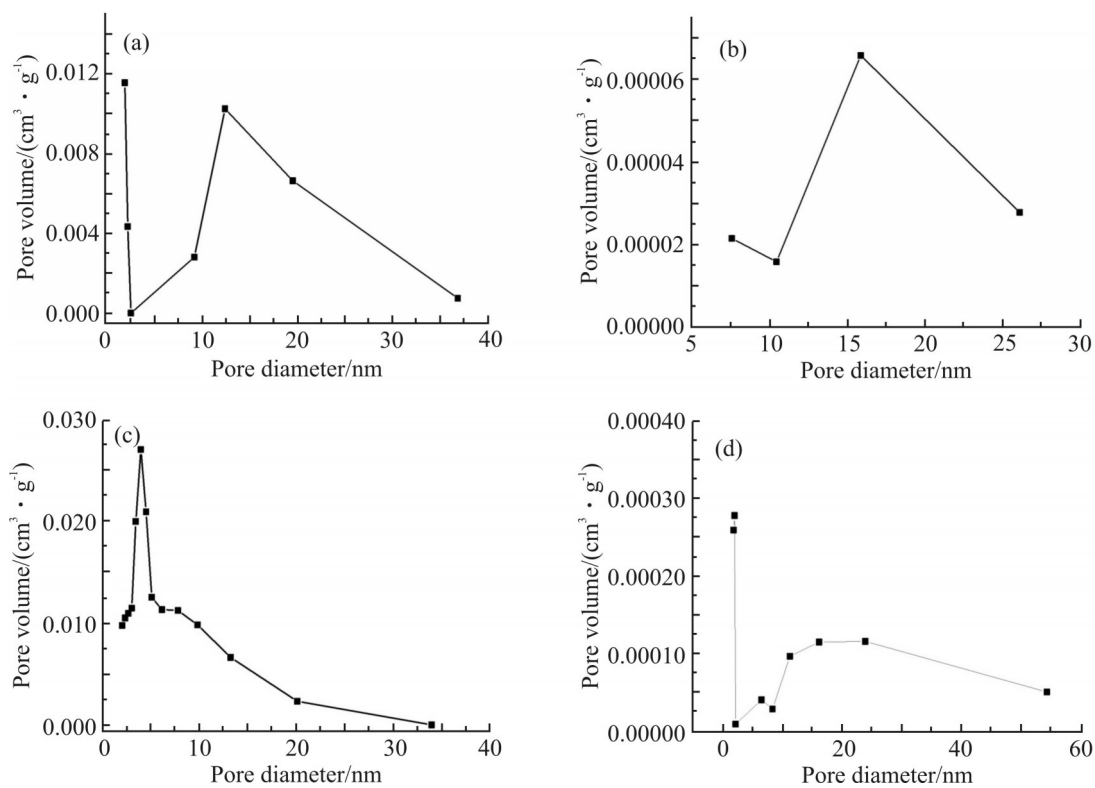 (a)
Pore volume/(cm³・g⁻¹)
0.012
0.008
0.004
0.000
0 10 20 30 40
Pore diameter/nm
(b)
Pore volume/(cm³・g⁻¹)
0.00006
0.00004
0.00002
0.00000
5 10 15 20 25 30
Pore diameter/nm
(c)
Pore volume/(cm³・g⁻¹)
0.030
0.020
0.010
0.000
0 10 20 30 40
Pore diameter/nm
(d)
Pore volume/(cm³・g⁻¹)
0.00040
0.00030
0.00020
0.00010
0.00000
0 20 40 60
Pore diameter/nm